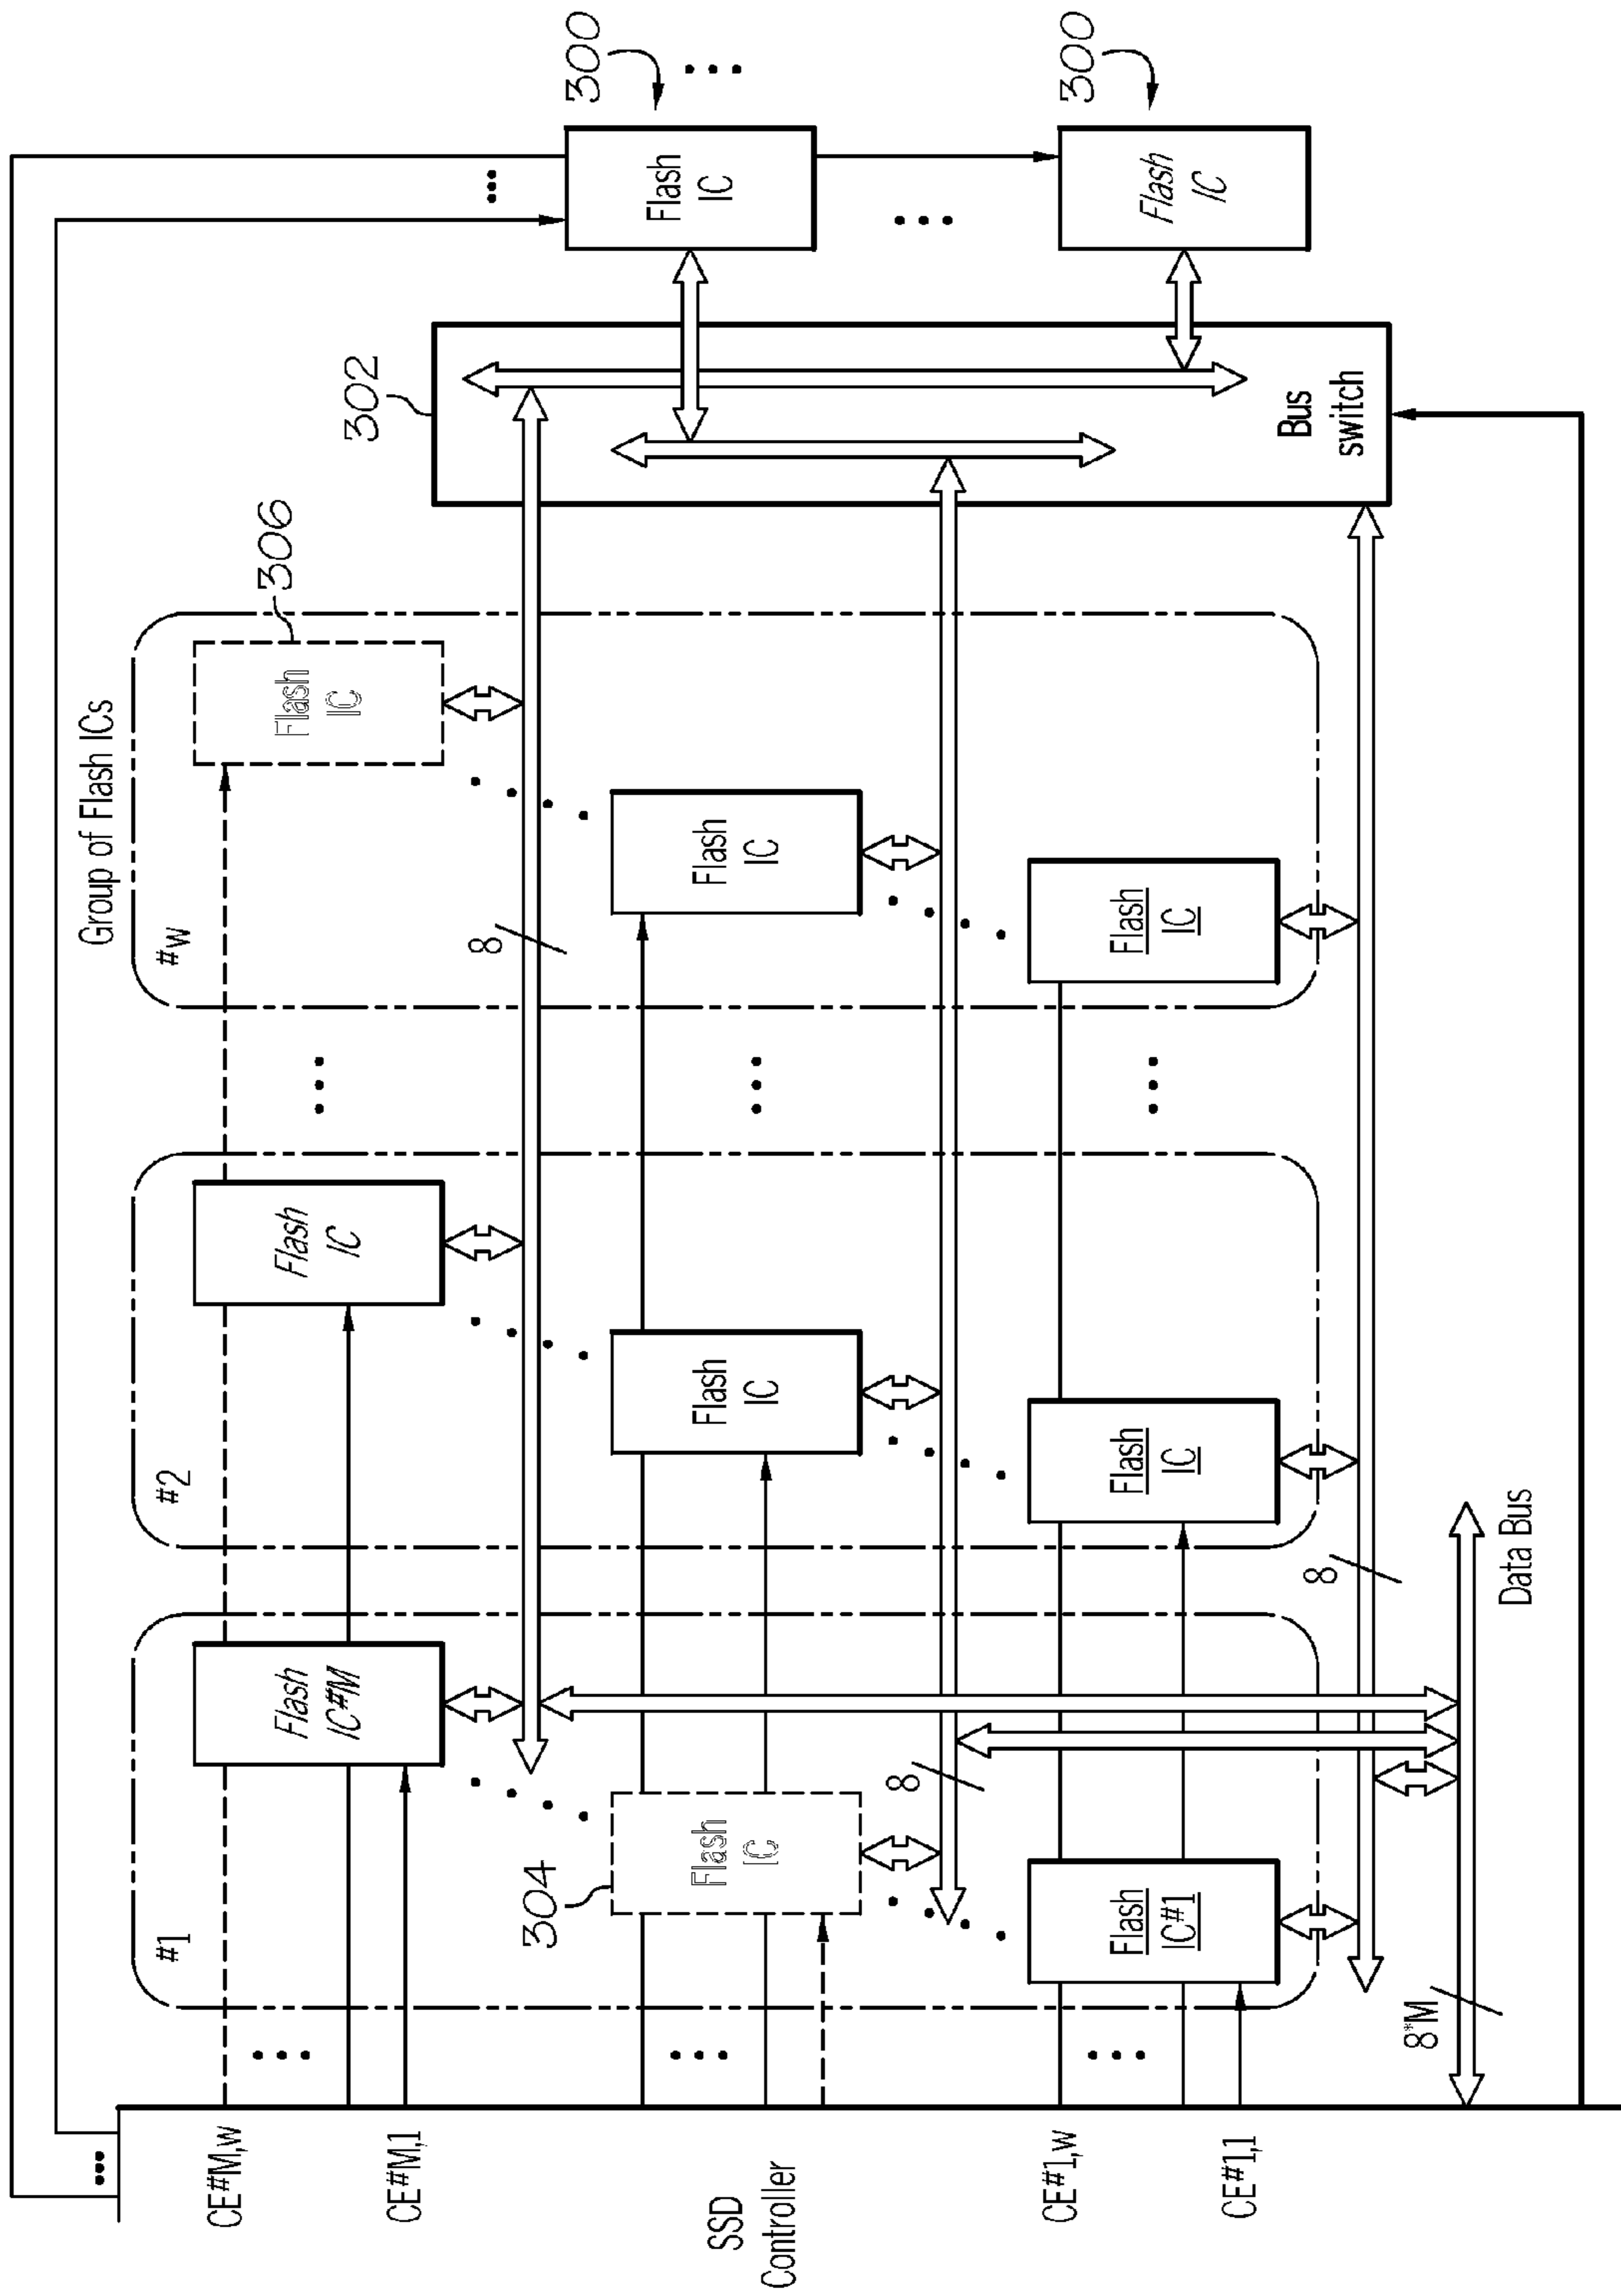 Group of Flash ICs
#1
#2
#w
CE#M,w
CE#M,1
SSD
Controller
CE#1,w
CE#1,1
Flash
IC#M
Flash
IC
Flash
IC
306
304
Flash
IC
Flash
IC
Flash
IC
Flash
IC#1
Flash
IC
Flash
IC
8
8
8
8*M
Data Bus
302
Bus
switch
300
Flash
IC
300
Flash
IC